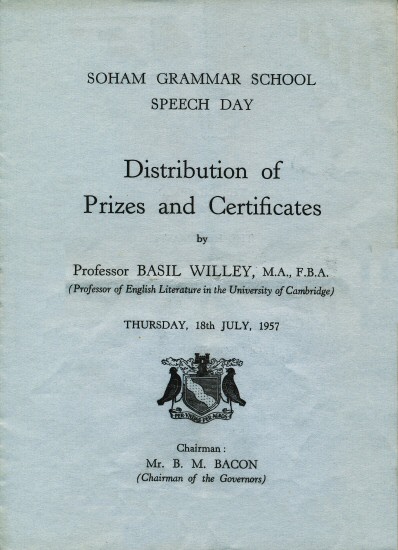 SOHAM GRAMMAR SCHOOL
SPEECH DAY
Distribution of
Prizes and Certificates
by
Professor BASIL WILLEY, M.A., F.B.A.
(Professor of English Literature in the University of Cambridge)
THURSDAY, 18th JULY, 1957
Chairman :
Mr. B. M. BACON
(Chairman of the Governors)